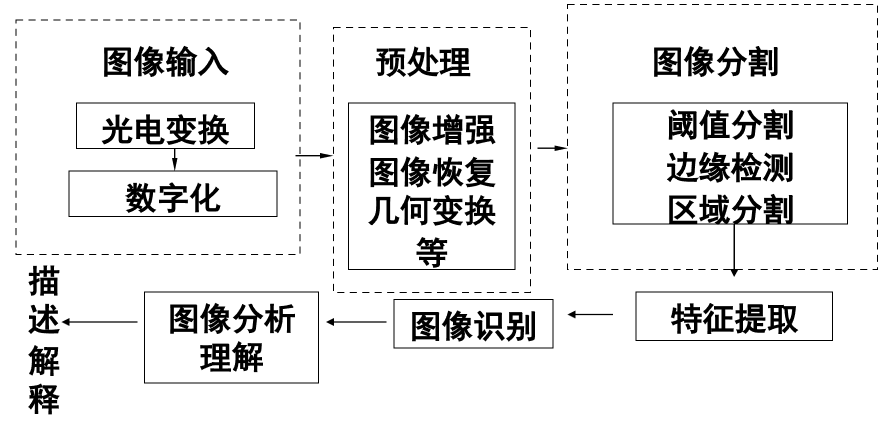 图像输入
光电变换
数字化
预处理
图像增强
图像恢复
几何变换
等
图像分割
阈值分割
边缘检测
区域分割
特征提取
图像识别
图像分析
理解
描
述
解
释